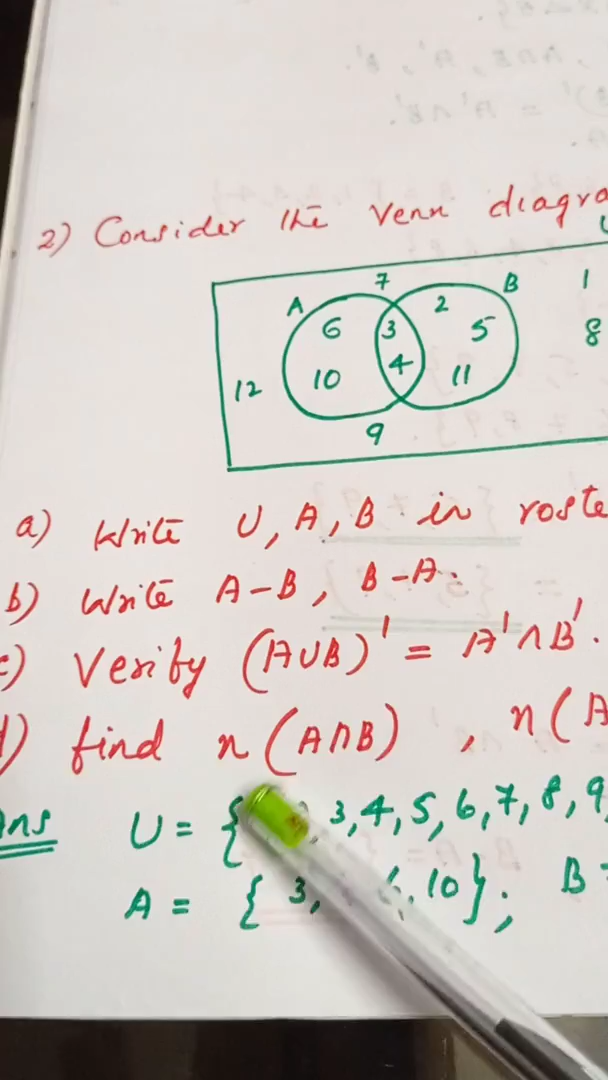 2) Consider the venn diagra
U
7
A B 1
6 3 2 5 8
10 4 11
12
9
a) Write U, A, B in roste
b) Write A-B, B-A.
c) Verify (A∪B)' = A'∩B'.
d) find n(A∩B), n(A
Ans U = { 3,4,5,6,7,8,9,
A = { 3, 6,10}; B =